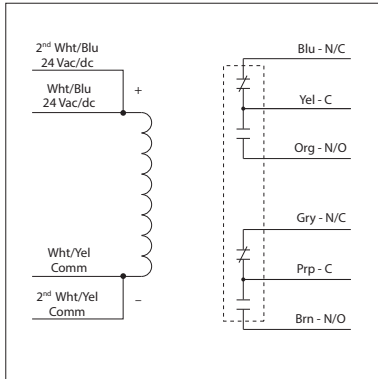 2nd Wht/Blu
24 Vac/dc
Wht/Blu
24 Vac/dc
+
Wht/Yel
Comm
2nd Wht/Yel
Comm
–
Blu - N/C
Yel - C
Org - N/O
Gry - N/C
Prp - C
Brn - N/O